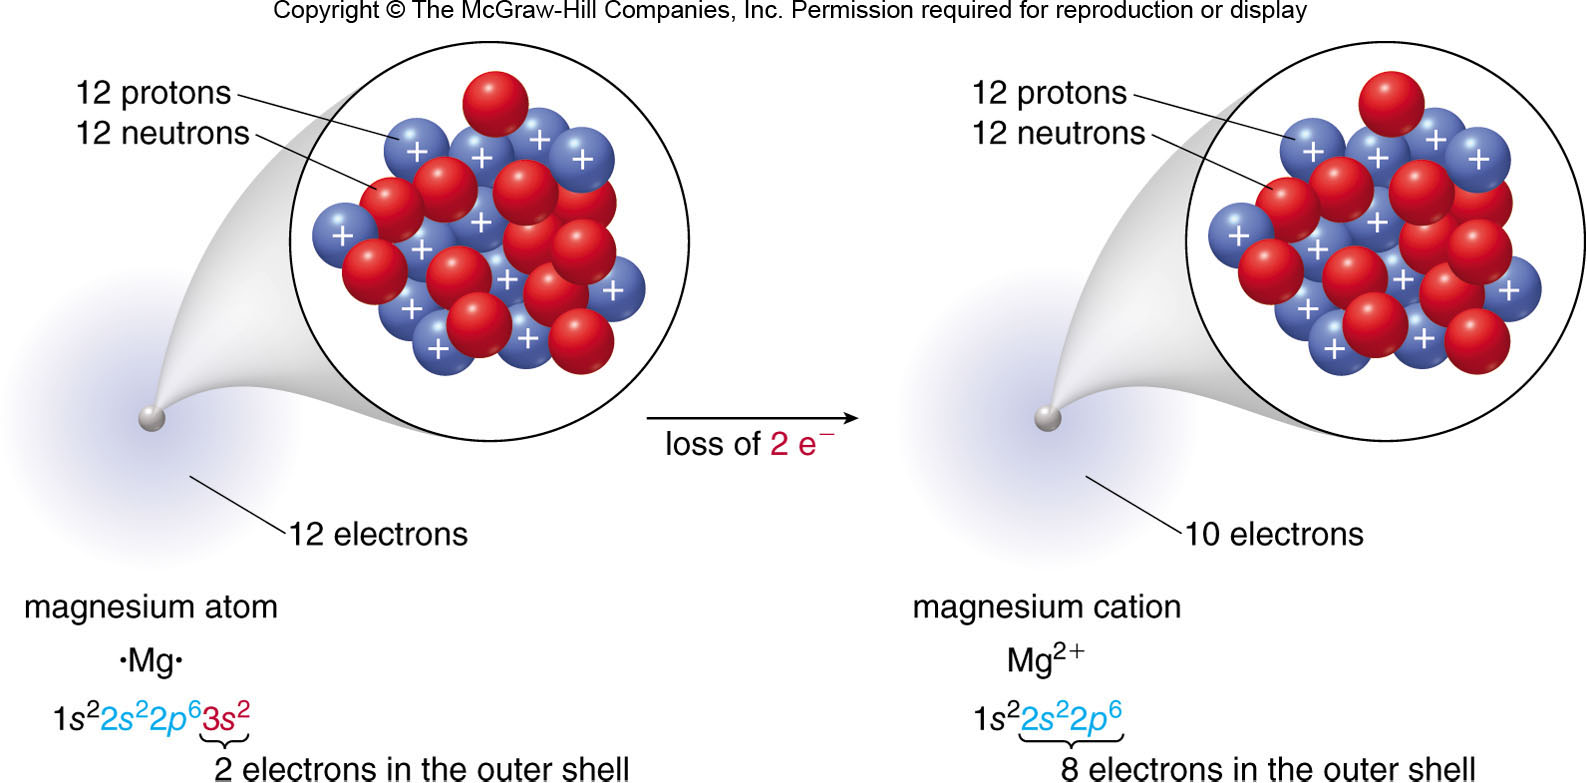 Copyright © The McGraw-Hill Companies, Inc. Permission required for reproduction or display
12 protons
12 neutrons
12 electrons
magnesium atom
·Mg·
1s²2s²2p⁶3s²
2 electrons in the outer shell
loss of 2 e⁻
12 protons
12 neutrons
10 electrons
magnesium cation
Mg²⁺
1s²2s²2p⁶
8 electrons in the outer shell